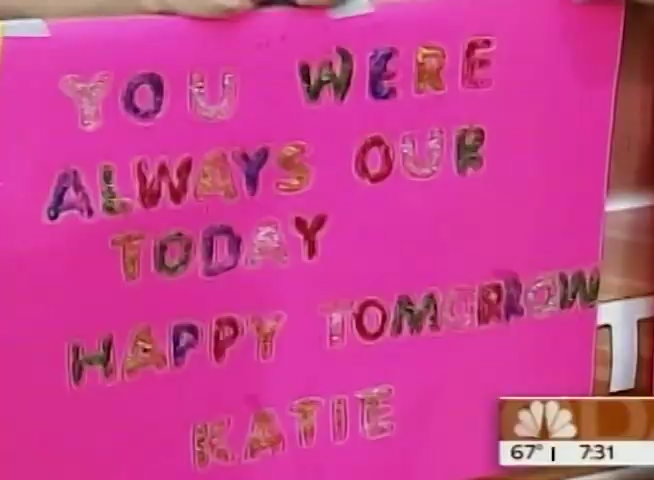 YOU WERE
ALWAYS OUR
TODAY
HAPPY TOMORROW
KATIE
T
67° 7:31